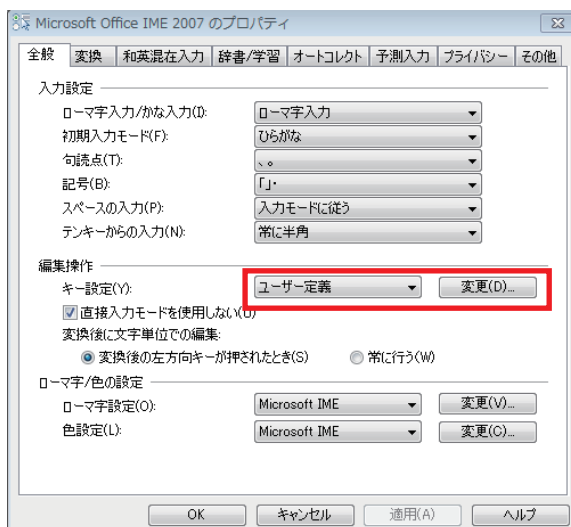 Microsoft Office IME 2007 のプロパティ
全般 変換 和英混在入力 辞書/学習 オートコレクト 予測入力 プライバシー その他
入力設定
ローマ字入力/かな入力(I): ローマ字入力
初期入力モード(F): ひらがな
句読点(T): 、。
記号(B): 「」・
スペースの入力(P): 入力モードに従う
テンキーからの入力(N): 常に半角
編集操作
キー設定(Y): ユーザー定義 変更(D)...
直接入力モードを使用しない(U)
変換後に文字単位での編集:
変換後の左方向キーが押されたとき(S) 常に行う(W)
ローマ字/色の設定
ローマ字設定(O): Microsoft IME 変更(V)...
色設定(L): Microsoft IME 変更(C)...
OK キャンセル 適用(A) ヘルプ